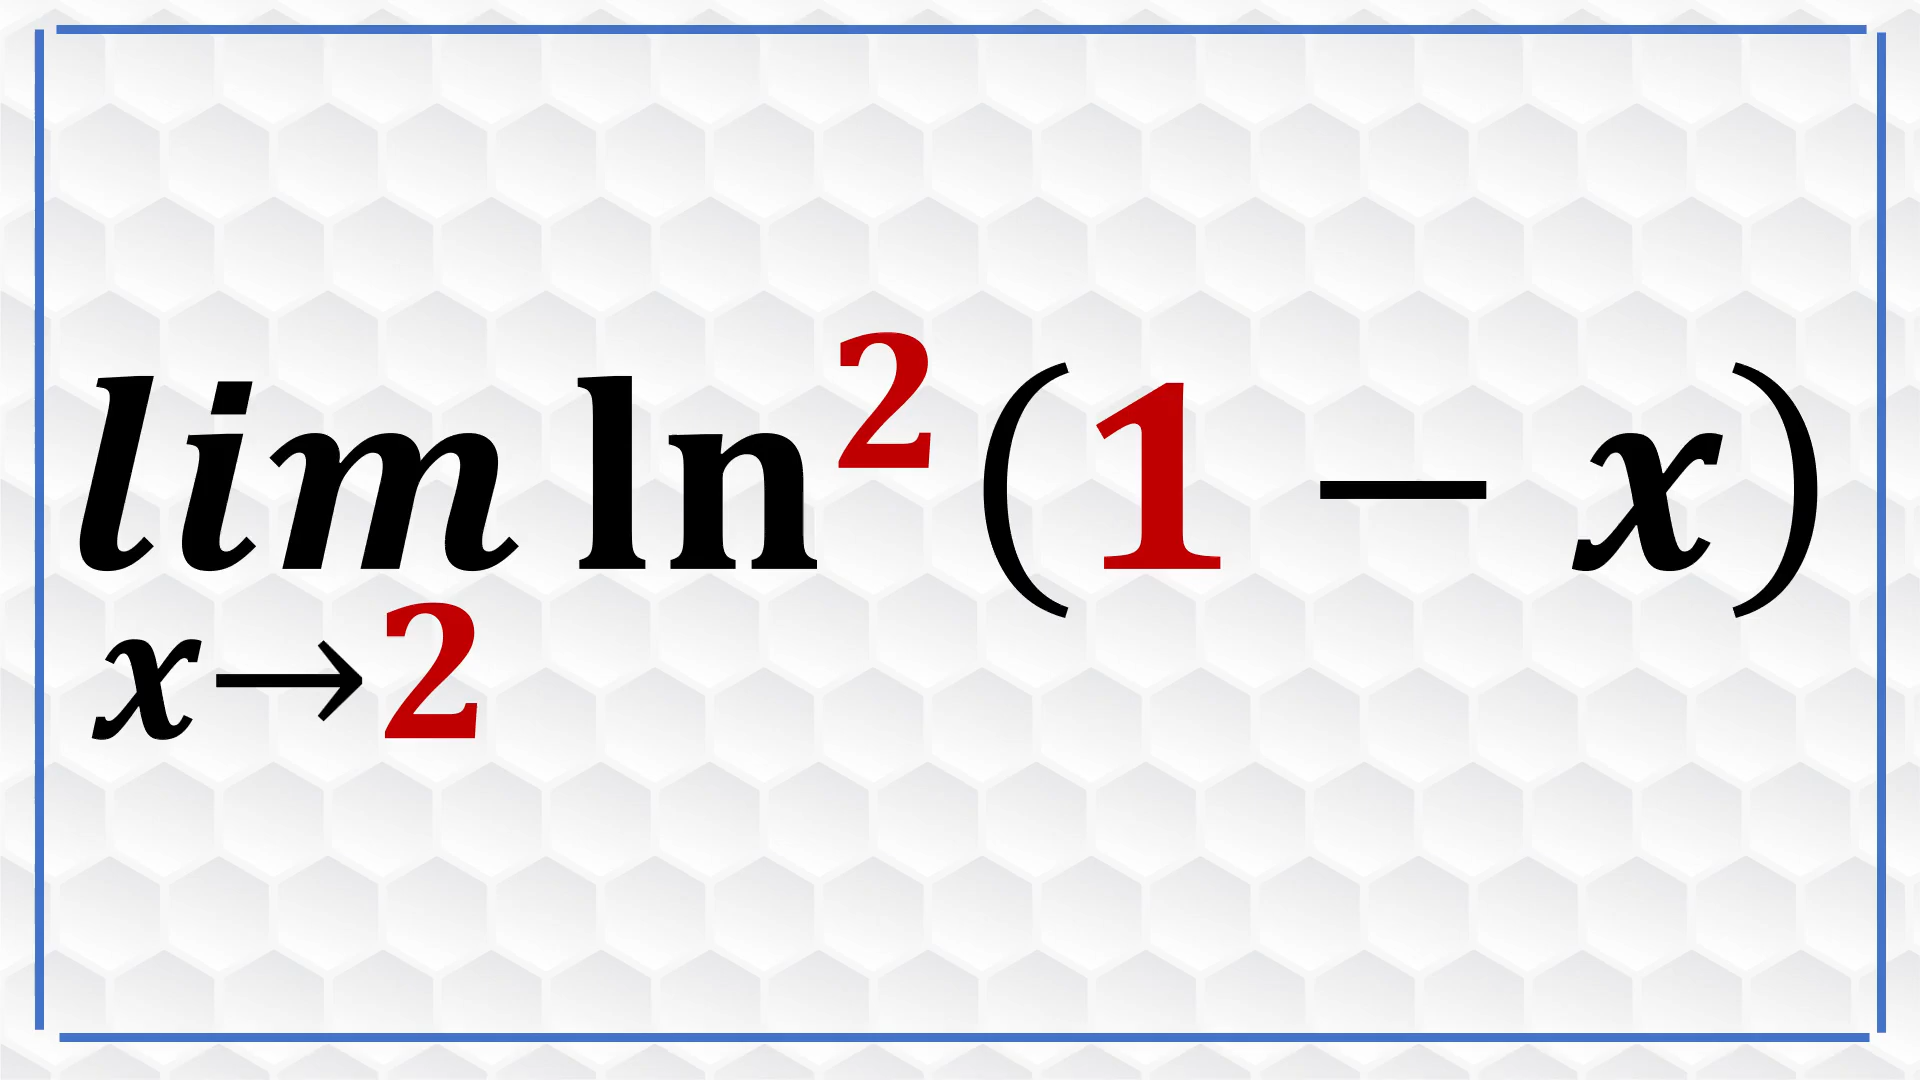 lim ln²(1 − x)
x→2